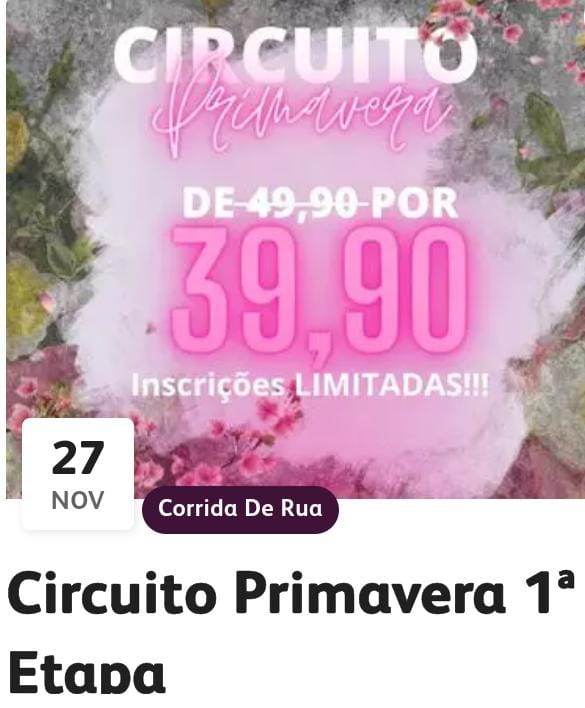 CIRCUITO
Primavera
DE 49,90 POR
39,90
Inscrições LIMITADAS!!!
27
NOV
Corrida De Rua
Circuito Primavera 1ª
Etapa